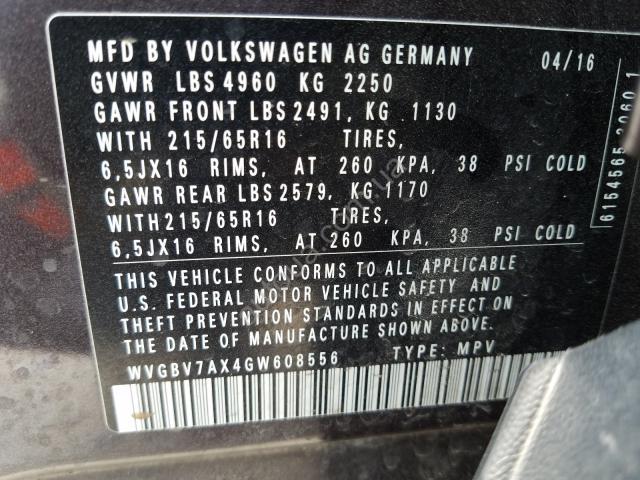 MFD BY VOLKSWAGEN AG GERMANY 04/16
GVWR LBS 4960 KG 2250
GAWR FRONT LBS 2491, KG 1130
WITH 215/65R16 TIRES,
6,5JX16 RIMS, AT 260 KPA, 38 PSI COLD
GAWR REAR LBS 2579, KG 1170
WITH 215/65R16 TIRES,
6,5JX16 RIMS, AT 260 KPA, 38 PSI COLD
THIS VEHICLE CONFORMS TO ALL APPLICABLE
U.S. FEDERAL MOTOR VEHICLE SAFETY AND
THEFT PREVENTION STANDARDS IN EFFECT ON
THE DATE OF MANUFACTURE SHOWN ABOVE.
WVGBV7AX4GW608556 TYPE: MPV